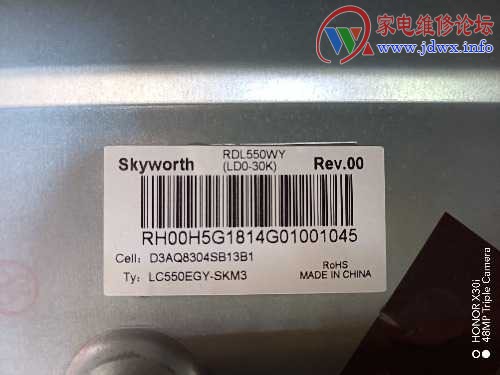 家电维修论坛
www.jdwx.info
Skyworth
RDL550WY
(LD0-30K)
Rev.00
RH00H5G1814G01001045
Cell: D3AQ8304SB13B1
Ty: LC550EGY-SKM3
RoHS
MADE IN CHINA
HONOR X30i
48MP Triple Camera